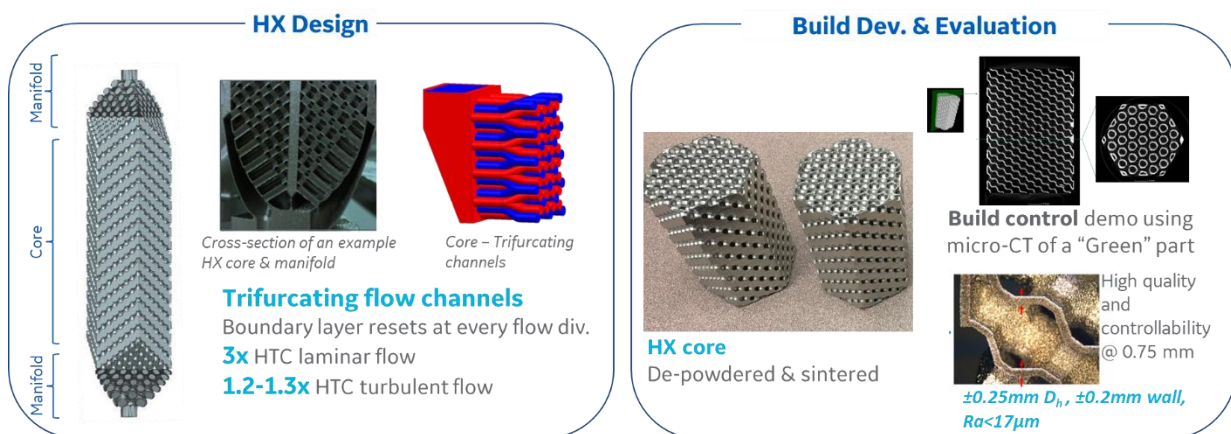 HX Design
Manifold
Core
Manifold
Cross-section of an example
HX core & manifold
Core – Trifurcating
channels
Trifurcating flow channels
Boundary layer resets at every flow div.
3x HTC laminar flow
1.2-1.3x HTC turbulent flow
Build Dev. & Evaluation
HX core
De-powdered & sintered
Build control demo using
micro-CT of a “Green” part
High quality
and
controllability
@ 0.75 mm
±0.25mm Dh , ±0.2mm wall,
Ra<17µm